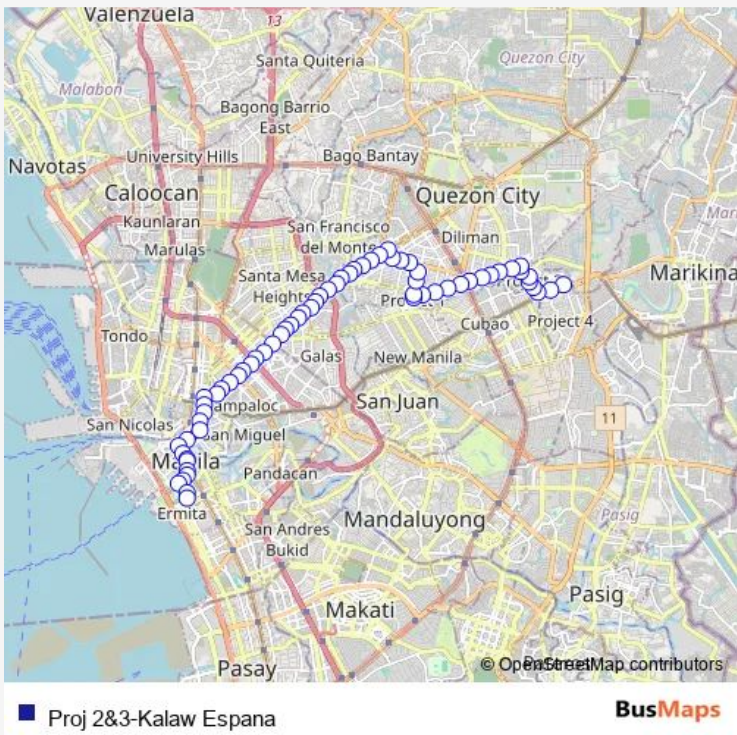 Valenzuela
13
Quezon City
Santa Quiteria
Malabon
Bagong Barrio
East
Navotas
University Hills
Bago Bantay
Caloocan
Quezon City
Kaunlaran
San Francisco
del Monte
Diliman
Marulas
Marikina
Santa Mesa
Heights
Project 4
Cubao
Tondo
Galas
New Manila
San Juan
San Nicolas
San Miguel
11
Manila
Pandacan
Pasig
Ermita
San Andres
Bukid
Mandaluyong
Pasig
Makati
Pasay
© OpenStreetMap contributors
Proj 2&3-Kalaw Espana
BusMaps